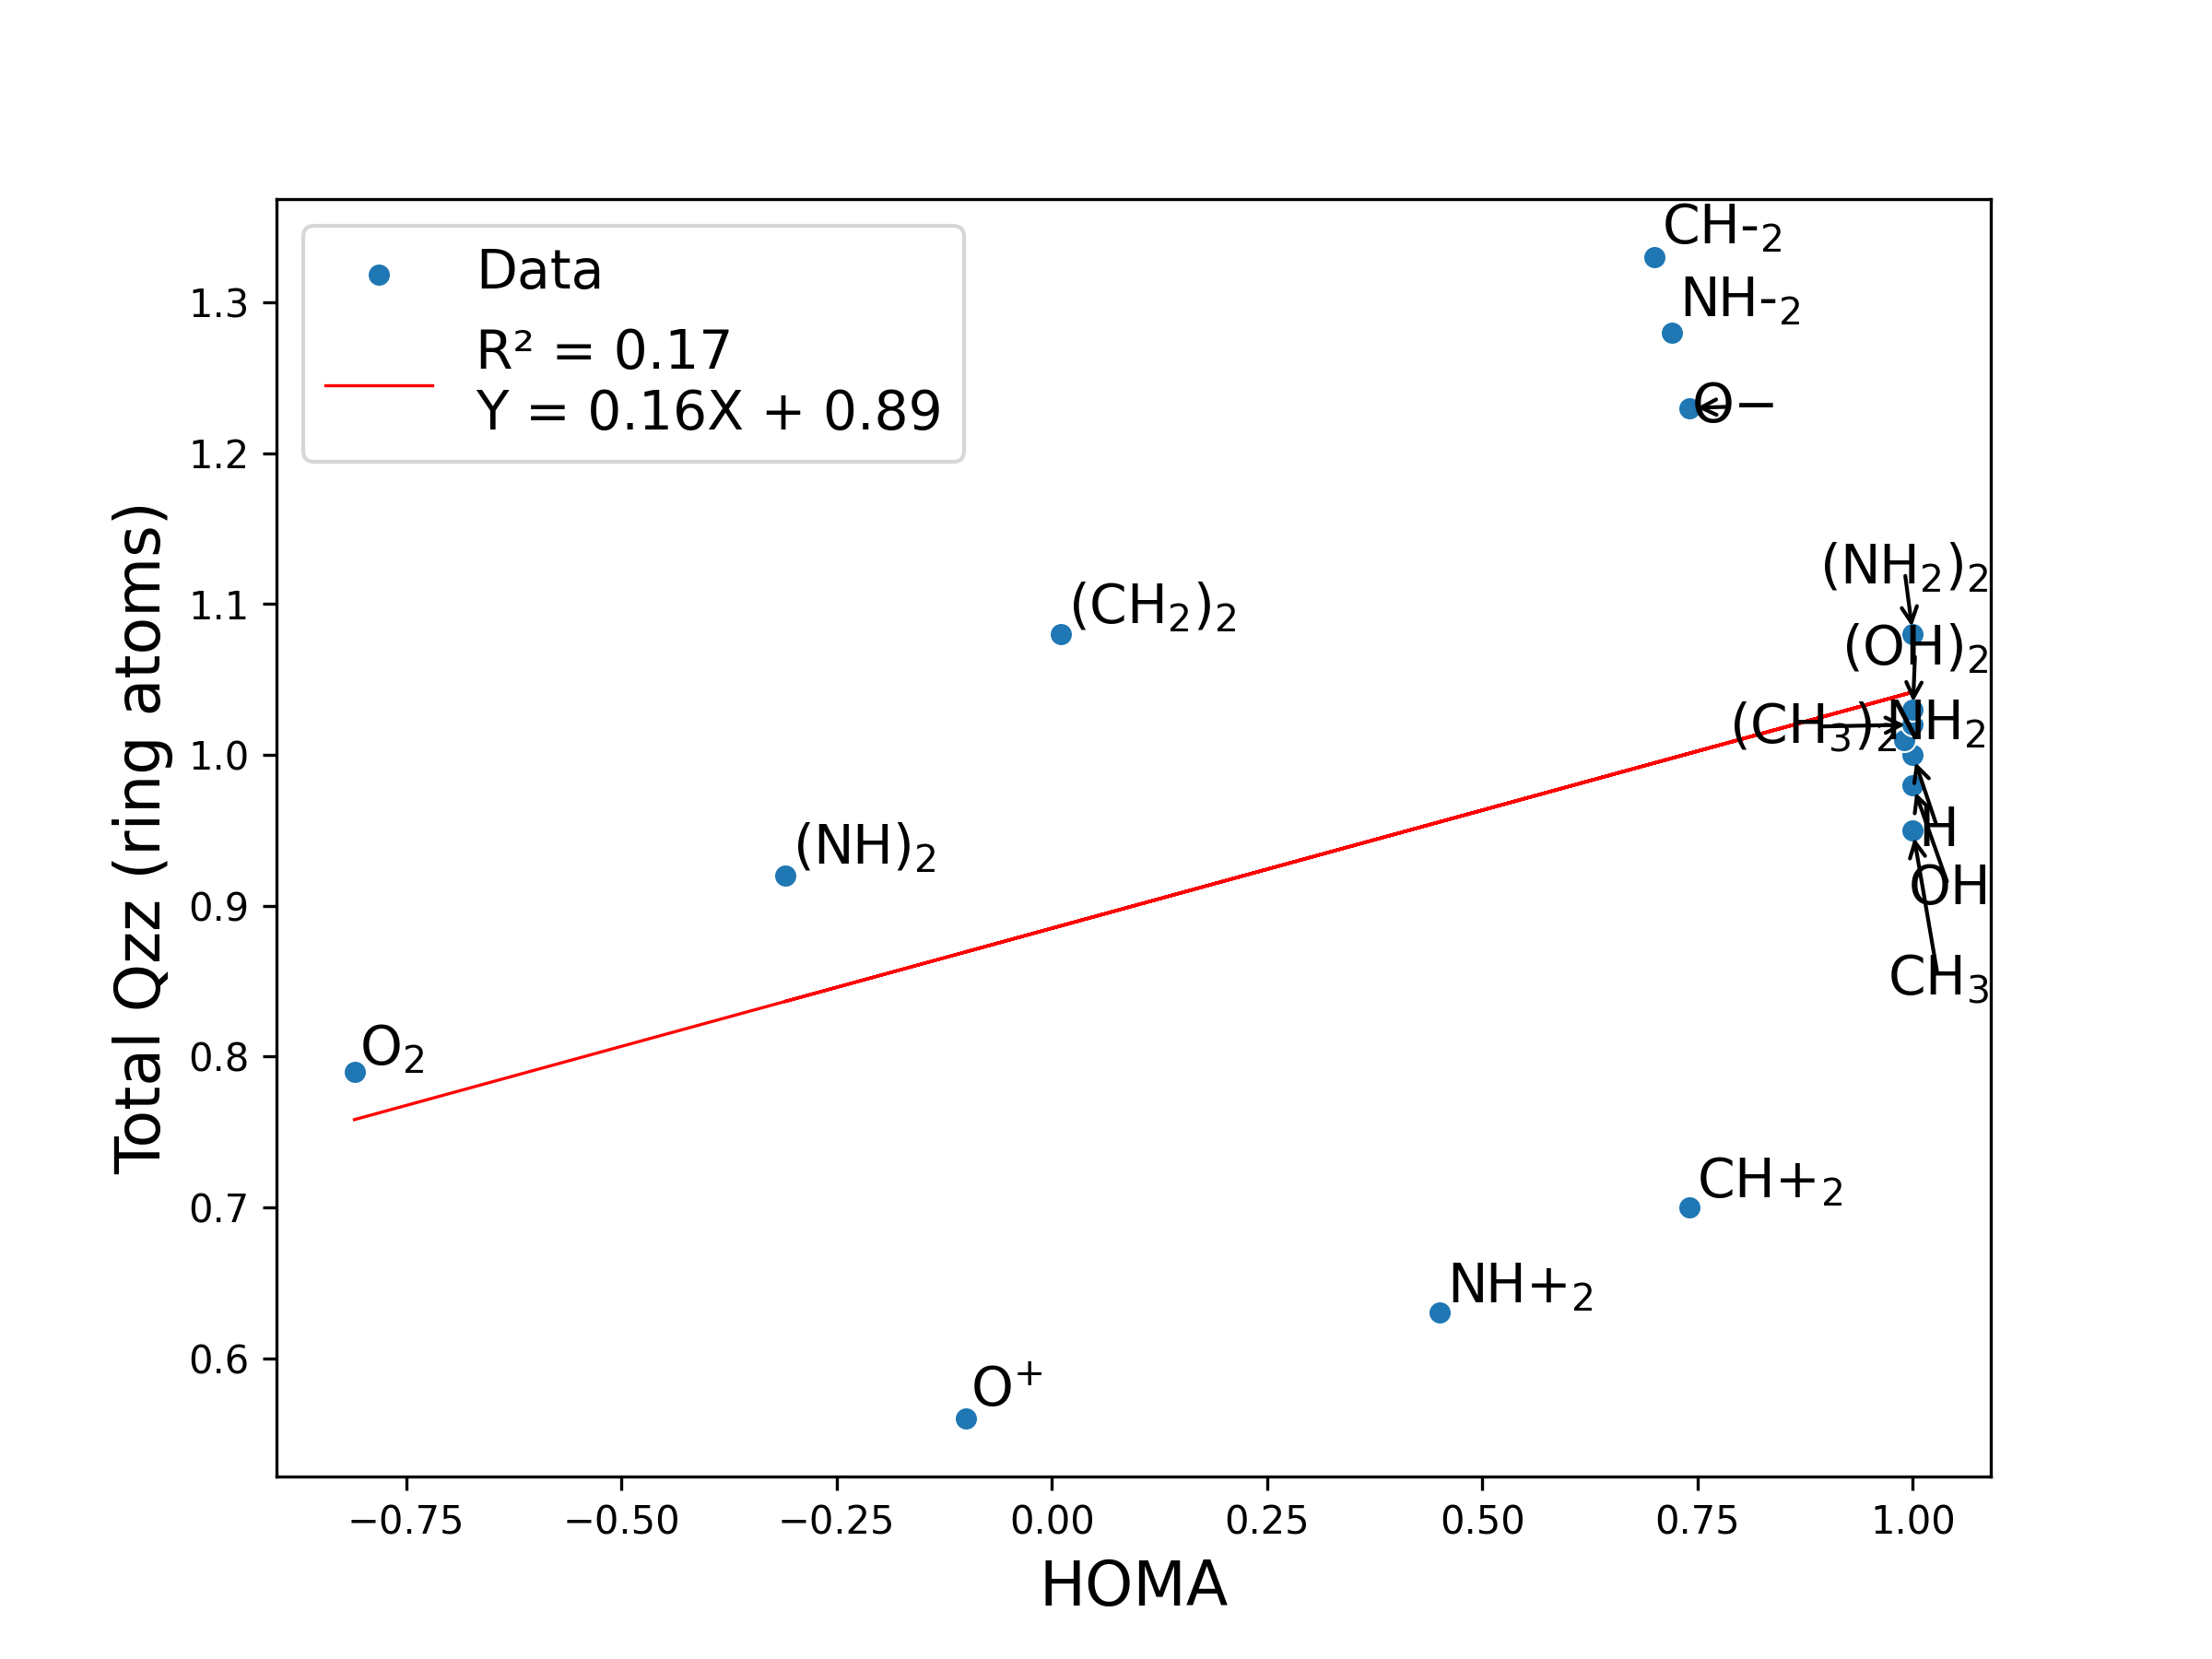 Data
R² = 0.17
Y = 0.16X + 0.89
CH-₂
NH-₂
O−
(NH₂)₂
(CH₂)₂
(OH)₂
(CH₃)₂
NH₂
H
(NH)₂
OH
CH₃
O₂
CH+₂
NH+₂
O⁺
1.3
1.2
1.1
1.0
0.9
0.8
0.7
0.6
Total Qzz (ring atoms)
−0.75 −0.50 −0.25 0.00 0.25 0.50 0.75 1.00
HOMA